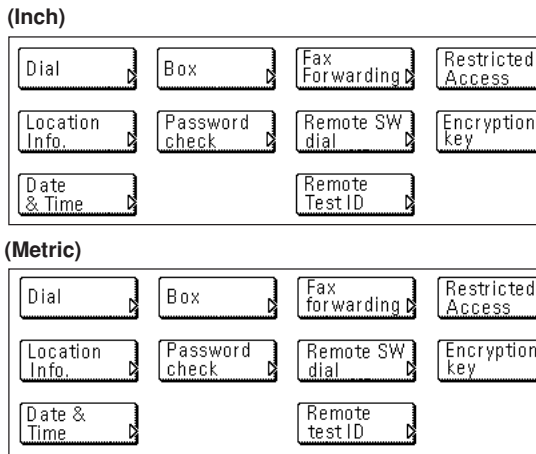 (Inch)
Dial
Box
Fax
Forwarding
Restricted
Access
Location
Info.
Password
check
Remote SW
dial
Encryption
key
Date
& Time
Remote
Test ID
(Metric)
Dial
Box
Fax
forwarding
Restricted
Access
Location
Info.
Password
check
Remote SW
dial
Encryption
key
Date &
Time
Remote
test ID